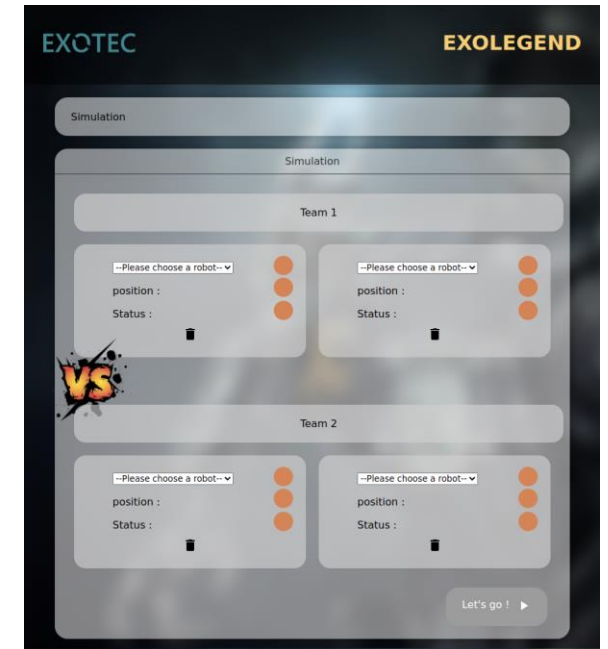 EXOTEC
EXOLEGEND
Simulation
Simulation
Team 1
--Please choose a robot--
position :
Status :
--Please choose a robot--
position :
Status :
VS
Team 2
--Please choose a robot--
position :
Status :
--Please choose a robot--
position :
Status :
Let's go !